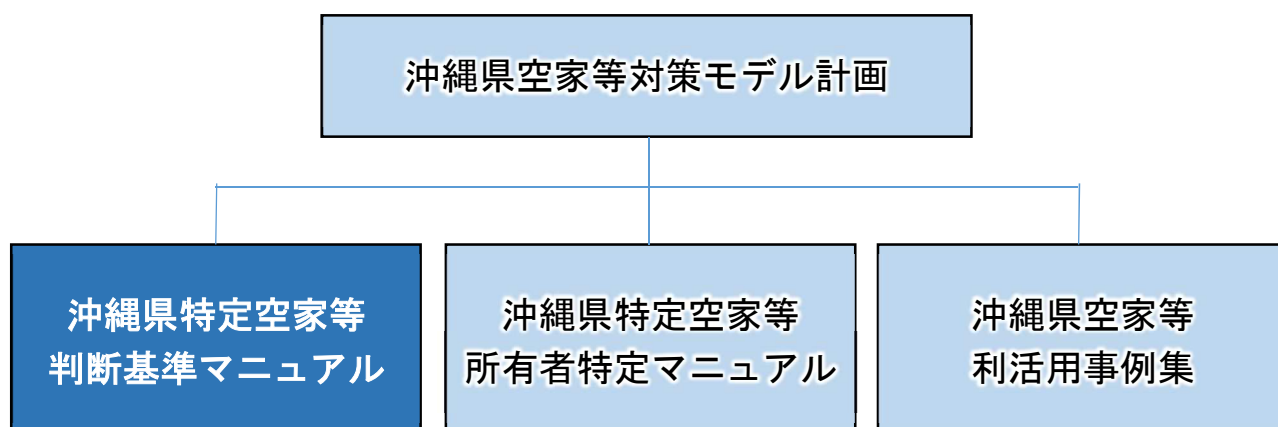 沖縄県空家等対策モデル計画
沖縄県特定空家等
判断基準マニュアル
沖縄県特定空家等
所有者特定マニュアル
沖縄県空家等
利活用事例集